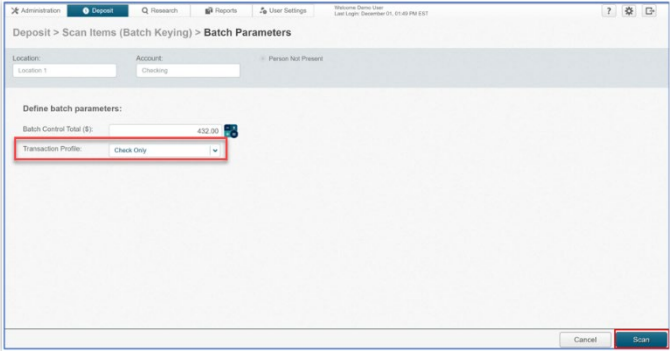 Administration Deposit Research Reports User Settings Welcome Demo User
Last Login: December 01, 01:49 PM EST ?
Deposit > Scan Items (Batch Keying) > Batch Parameters
Location: Account: Person Not Present
Location 1 Checking
Define batch parameters:
Batch Control Total ($): 432.00
Transaction Profile: Check Only
Cancel Scan